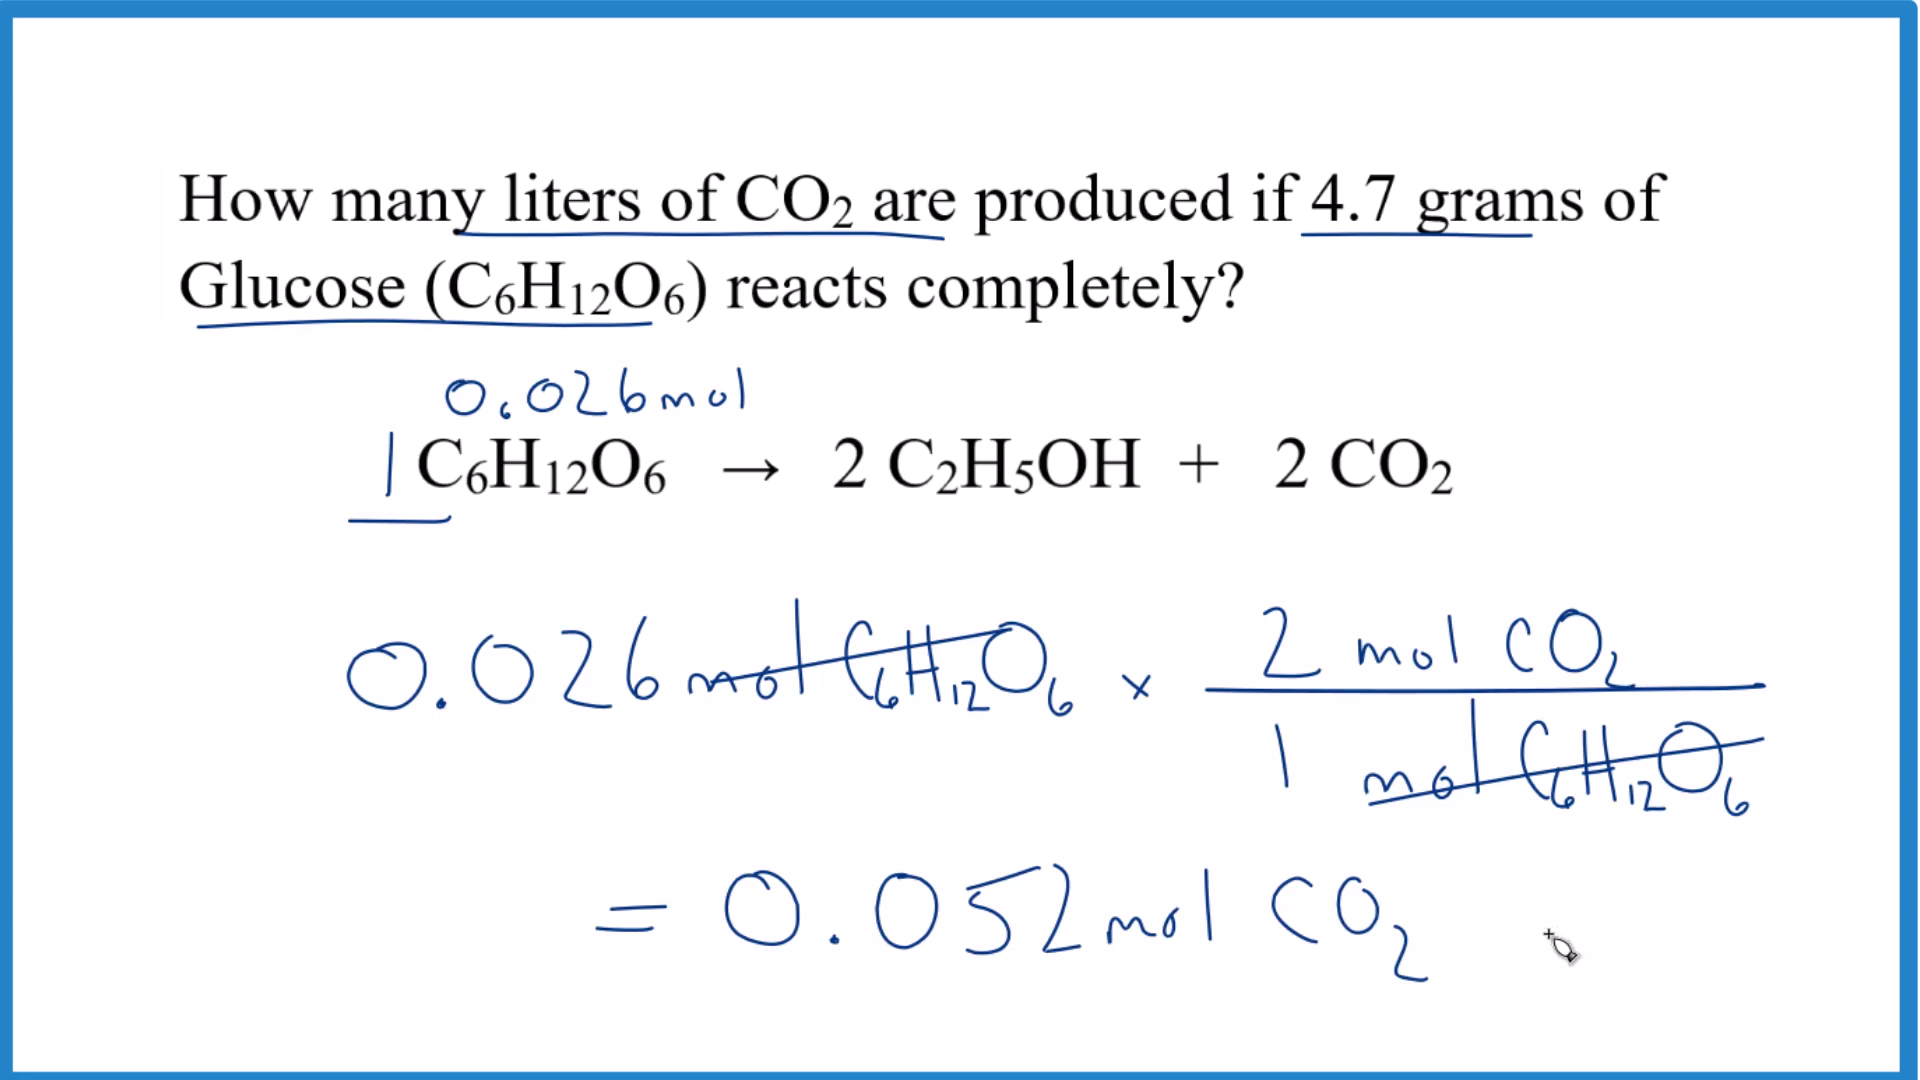 How many liters of CO₂ are produced if 4.7 grams of
Glucose (C₆H₁₂O₆) reacts completely?
0.026mol
1 C₆H₁₂O₆ → 2 C₂H₅OH + 2 CO₂
0.026 mol C₆H₁₂O₆ × 2 mol CO₂
1 mol C₆H₁₂O₆
= 0.052 mol CO₂